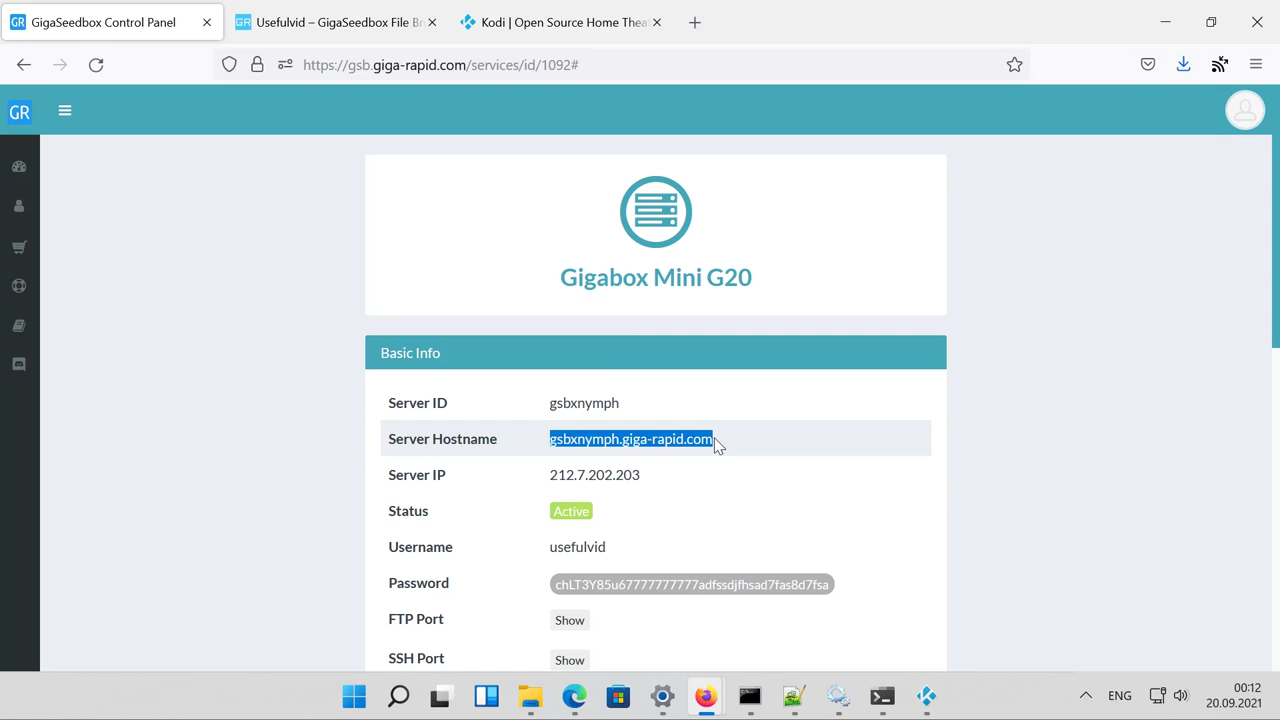 GR GigaSeedbox Control Panel
GR Usefulvid – GigaSeedbox File Br
Kodi | Open Source Home Thea
https://gsb.giga-rapid.com/services/id/1092#
GR
Gigabox Mini G20
Basic Info
Server ID gsbxnymph
Server Hostname gsbxnymph.giga-rapid.com
Server IP 212.7.202.203
Status Active
Username usefulvid
Password chLT3Y85u67777777777adfssdjfhsad7fas8d7fsa
FTP Port Show
SSH Port Show
ENG
00:12
20.09.2021